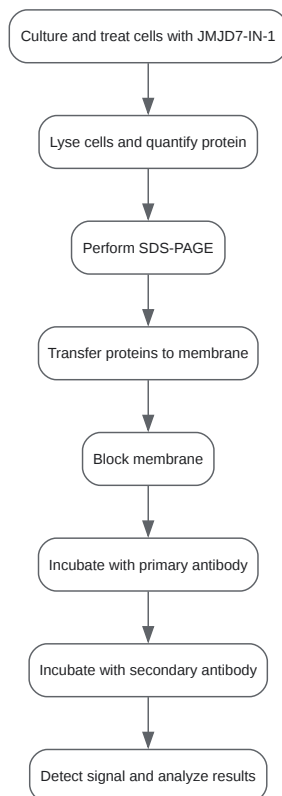 Culture and treat cells with JMJD7-IN-1
Lyse cells and quantify protein
Perform SDS-PAGE
Transfer proteins to membrane
Block membrane
Incubate with primary antibody
Incubate with secondary antibody
Detect signal and analyze results